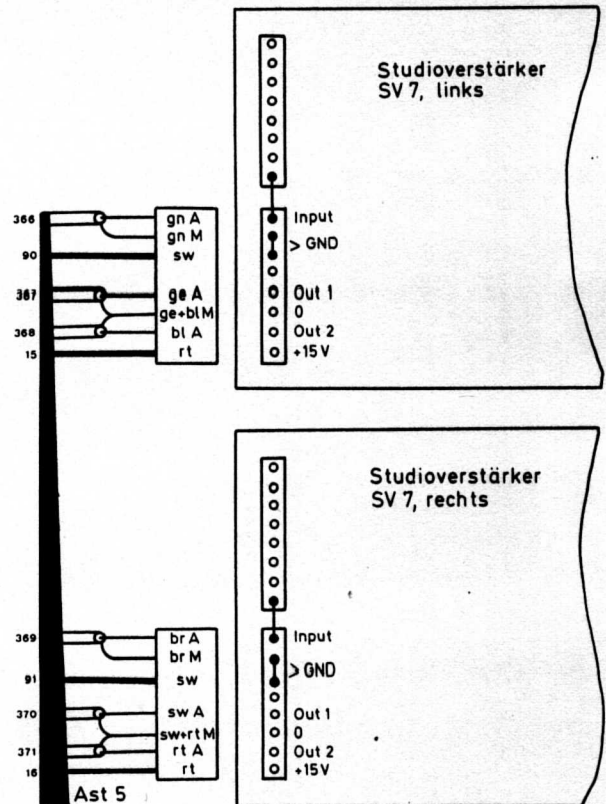 Studioverstärker
SV 7, links
366 gn A Input
gn M > GND
90 sw
367 ge A Out 1
ge+bl M 0
368 bl A Out 2
15 rt +15 V
Studioverstärker
SV 7, rechts
369 br A Input
br M > GND
91 sw
370 sw A Out 1
sw+rt M 0
371 rt A Out 2
16 rt +15 V
Ast 5